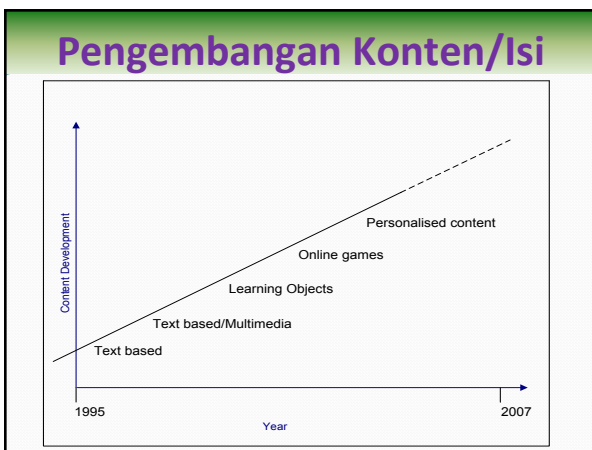 Pengembangan Konten/Isi
Content Development
Personalised content
Online games
Learning Objects
Text based/Multimedia
Text based
1995
2007
Year